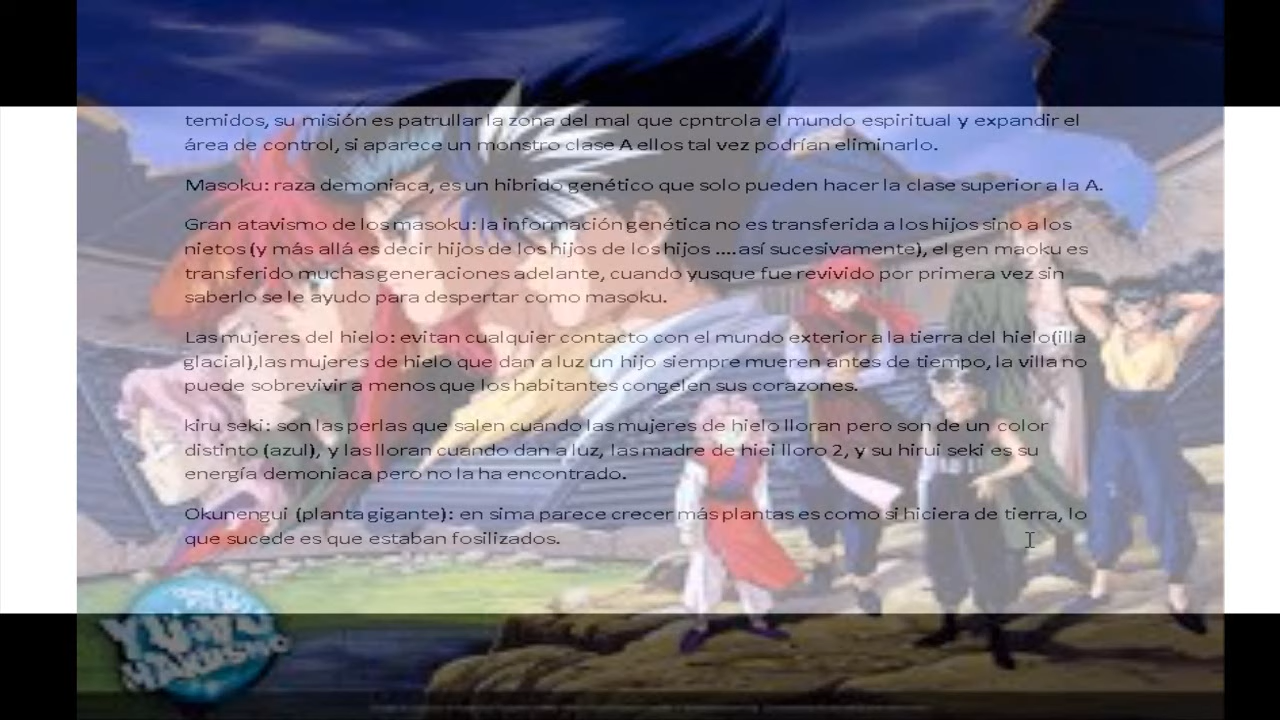 temidos, su misión es patrullar la zona del mal que cpntrola el mundo espiritual y expandir el
área de control, si aparece un monstro clase A ellos tal vez podrían eliminarlo.
Masoku: raza demoniaca, es un hibrido genético que solo pueden hacer la clase superior a la A.
Gran atavismo de los masoku: la información genética no es transferida a los hijos sino a los
nietos (y más allá es decir hijos de los hijos de los hijos ....así sucesivamente), el gen maoku es
transferido muchas generaciones adelante, cuando yusque fue revivido por primera vez sin
saberlo se le ayudo para despertar como masoku.
Las mujeres del hielo: evitan cualquier contacto con el mundo exterior a la tierra del hielo(illa
glacial),las mujeres de hielo que dan a luz un hijo siempre mueren antes de tiempo, la villa no
puede sobrevivir a menos que los habitantes congelen sus corazones.
kiru seki: son las perlas que salen cuando las mujeres de hielo lloran pero son de un color
distinto (azul), y las lloran cuando dan a luz, las madre de hiei lloro 2, y su hirui seki es su
energía demoniaca pero no la ha encontrado.
Okunengui (planta gigante): en sima parece crecer más plantas es como si hiciera de tierra, lo
que sucede es que estaban fosilizados.
YUYU
HAKUSHO